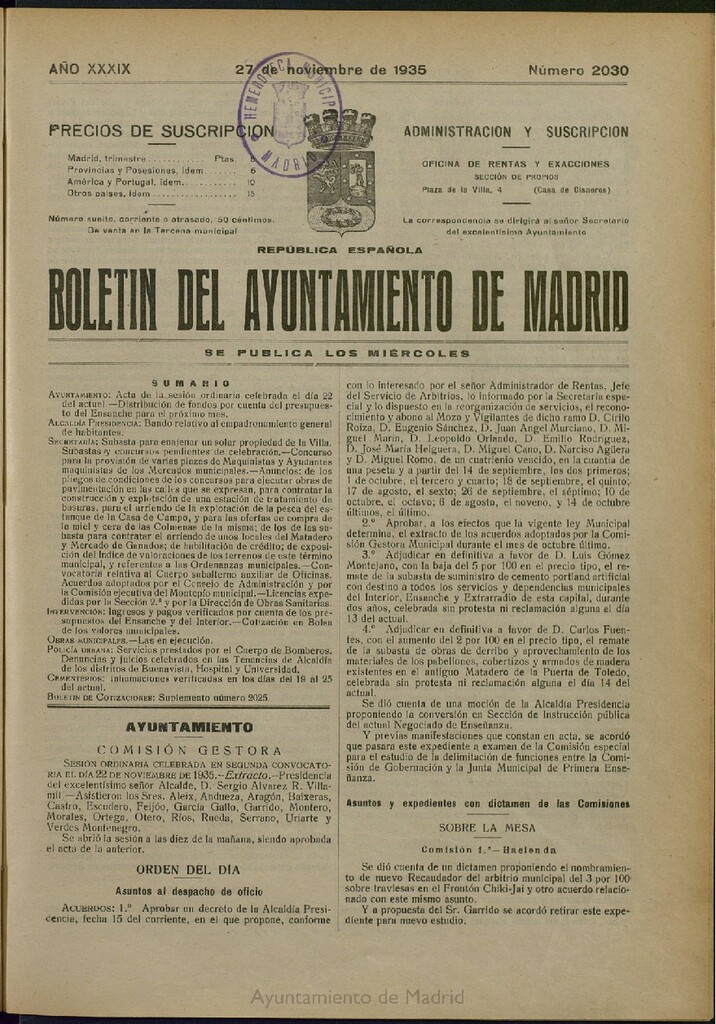 AÑO XXXIX
27 de noviembre de 1935
Número 2030
HEMEROTECA MUNICIPAL
MADRID
PRECIOS DE SUSCRIPCION
Madrid, trimestre ............ Ptas.
Provincias y Posesiones, ídem ........ 6
América y Portugal, ídem .......... 10
Otros países, ídem ................. 15
Número suelto, corriente o atrasado, 50 céntimos.
De venta en la Tercena municipal
ADMINISTRACION Y SUSCRIPCION
OFICINA DE RENTAS Y EXACCIONES
SECCIÓN DE PROPIOS
Plaza de la Villa, 4 (Casa de Cisneros)
La correspondencia se dirigirá al señor Secretario
del excelentísimo Ayuntamiento
REPÚBLICA ESPAÑOLA
BOLETIN DEL AYUNTAMIENTO DE MADRID
SE PUBLICA LOS MIÉRCOLES
SUMARIO
AYUNTAMIENTO: Acta de la sesión ordinaria celebrada el día 22
del actual.—Distribución de fondos por cuenta del presupues-
to del Ensanche para el próximo mes.
ALCALDÍA PRESIDENCIA: Bando relativo al empadronamiento general
de habitantes.
SECRETARÍA: Subasta para enajenar un solar propiedad de la Villa.
Subastas y concursos pendientes de celebración.—Concurso
para la provisión de varias plazas de Maquinistas y Ayudantes
maquinistas de los Mercados municipales.—Anuncios: de los
pliegos de condiciones de los concursos para ejecutar obras de
pavimentación en las calles que se expresan, para contratar la
construcción y explotación de una estación de tratamiento de
basuras, para el arriendo de la explotación de la pesca del es-
tanque de la Casa de Campo, y para las ofertas de compra de
la miel y cera de las Colmenas de la misma; de los de las su-
basta para contratar el arriendo de unos locales del Matadero
y Mercado de Ganados; de habilitación de crédito; de exposi-
ción del Indice de valoraciones de los terrenos de este término
municipal, y referentes a las Ordenanzas municipales.—Con-
vocatoria relativa al Cuerpo subalterno auxiliar de Oficinas.
Acuerdos adoptados por el Consejo de Administración y por
la Comisión ejecutiva del Montepío municipal.—Licencias expe-
didas por la Sección 2.ª y por la Dirección de Obras Sanitarias.
INTERVENCIÓN: Ingresos y pagos verificados por cuenta de los pre-
supuestos del Ensanche y del Interior.—Cotización en Bolsa
de los valores municipales.
OBRAS MUNICIPALES.—Las en ejecución.
POLICÍA URBANA: Servicios prestados por el Cuerpo de Bomberos.
Denuncias y juicios celebrados en las Tenencias de Alcaldía
de los distritos de Buenavista, Hospital y Universidad.
CEMENTERIOS: Inhumaciones verificadas en los días del 19 al 25
del actual.
BOLETÍN DE COTIZACIONES: Suplemento número 2025.
AYUNTAMIENTO
COMISIÓN GESTORA
SESIÓN ORDINARIA CELEBRADA EN SEGUNDA CONVOCATO-
RIA EL DÍA 22 DE NOVIEMBRE DE 1935.—Extracto.—Presidencia
del excelentísimo señor Alcalde, D. Sergio Alvarez R. Villa-
mil.—Asistieron los Sres. Aleix, Andueza, Aragón, Baixeras,
Castro, Escudero, Feijóo, García Gallo, Garrido, Montero,
Morales, Ortega, Otero, Ríos, Rueda, Serrano, Uriarte y
Verdes Montenegro.
Se abrió la sesión a las diez de la mañana, siendo aprobada
el acta de la anterior.
ORDEN DEL DÍA
Asuntos al despacho de oficio
ACUERDOS: 1.º Aprobar un decreto de la Alcaldía Presi-
dencia, fecha 15 del corriente, en el que propone, conforme
con lo interesado por el señor Administrador de Rentas, Jefe
del Servicio de Arbitrios, lo informado por la Secretaría espe-
cial y lo dispuesto en la reorganización de servicios, el recono-
cimiento y abono al Mozo y Vigilantes de dicho ramo D. Cirilo
Roiza, D. Eugenio Sánchez, D. Juan Angel Murciano, D. Mi-
guel Marín, D. Leopoldo Orlando, D. Emilio Rodríguez,
D. José María Helguera, D. Miguel Cano, D. Narciso Agüera
y D. Miguel Romo, de un cuatrienio vencido, en la cuantía de
una peseta y a partir del 14 de septiembre, los dos primeros;
1 de octubre, el tercero y cuarto; 18 de septiembre, el quinto;
17 de agosto, el sexto; 26 de septiembre, el séptimo; 10 de
octubre, el octavo; 6 de agosto, el noveno, y 14 de octubre
últimos, el último.
2.º Aprobar, a los efectos que la vigente ley Municipal
determina, el extracto de los acuerdos adoptados por la Comi-
sión Gestora Municipal durante el mes de octubre último.
3.º Adjudicar en definitiva a favor de D. Luis Gómez
Montejano, con la baja del 5 por 100 en el precio tipo, el re-
mate de la subasta de suministro de cemento portland artificial
con destino a todos los servicios y dependencias municipales
del Interior, Ensanche y Extrarradio de esta capital, durante
dos años, celebrada sin protesta ni reclamación alguna el día
13 del actual.
4.º Adjudicar en definitiva a favor de D. Carlos Fuen-
tes, con el aumento del 2 por 100 en el precio tipo, el remate
de la subasta de obras de derribo y aprovechamiento de los
materiales de los pabellones, cobertizos y armados de madera
existentes en el antiguo Matadero de la Puerta de Toledo,
celebrada sin protesta ni reclamación alguna el día 14 del
actual.
Se dió cuenta de una moción de la Alcaldía Presidencia
proponiendo la conversión en Sección de Instrucción pública
del actual Negociado de Enseñanza.
Y previas manifestaciones que constan en acta, se acordó
que pasara este expediente a examen de la Comisión especial
para el estudio de la delimitación de funciones entre la Comi-
sión de Gobernación y la Junta Municipal de Primera Ense-
ñanza.
Asuntos y expedientes con dictamen de las Comisiones
SOBRE LA MESA
Comisión 1.ª—Hacienda
Se dió cuenta de un dictamen proponiendo el nombramiento
de nuevo Recaudador del arbitrio municipal del 3 por 100
sobre traviesas en el Frontón Chiki-Jai y otro acuerdo relacio-
nado con este mismo asunto.
Y a propuesta del Sr. Garrido se acordó retirar este expe-
diente para nuevo estudio.
Ayuntamiento de Madrid